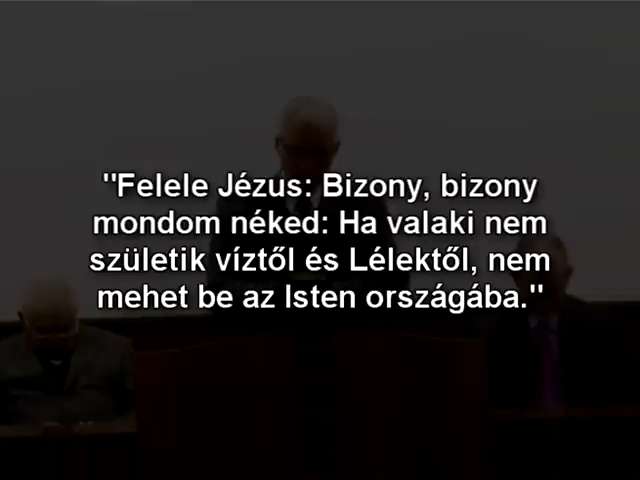 "Felele Jézus: Bizony, bizony
mondom néked: Ha valaki nem
születik víztől és Lélektől, nem
mehet be az Isten országába."